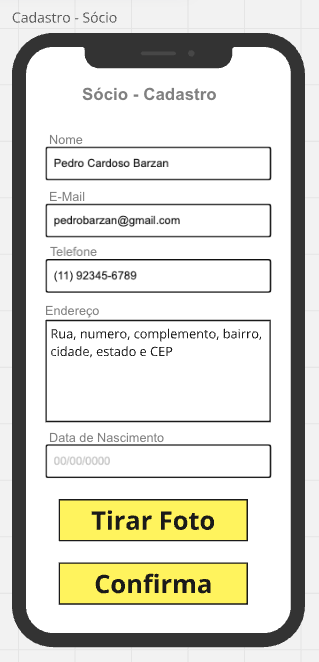 Cadastro - Sócio
Sócio - Cadastro
Nome
Pedro Cardoso Barzan
E-Mail
pedrobarzan@gmail.com
Telefone
(11) 92345-6789
Endereço
Rua, numero, complemento, bairro,
cidade, estado e CEP
Data de Nascimento
00/00/0000
Tirar Foto
Confirma